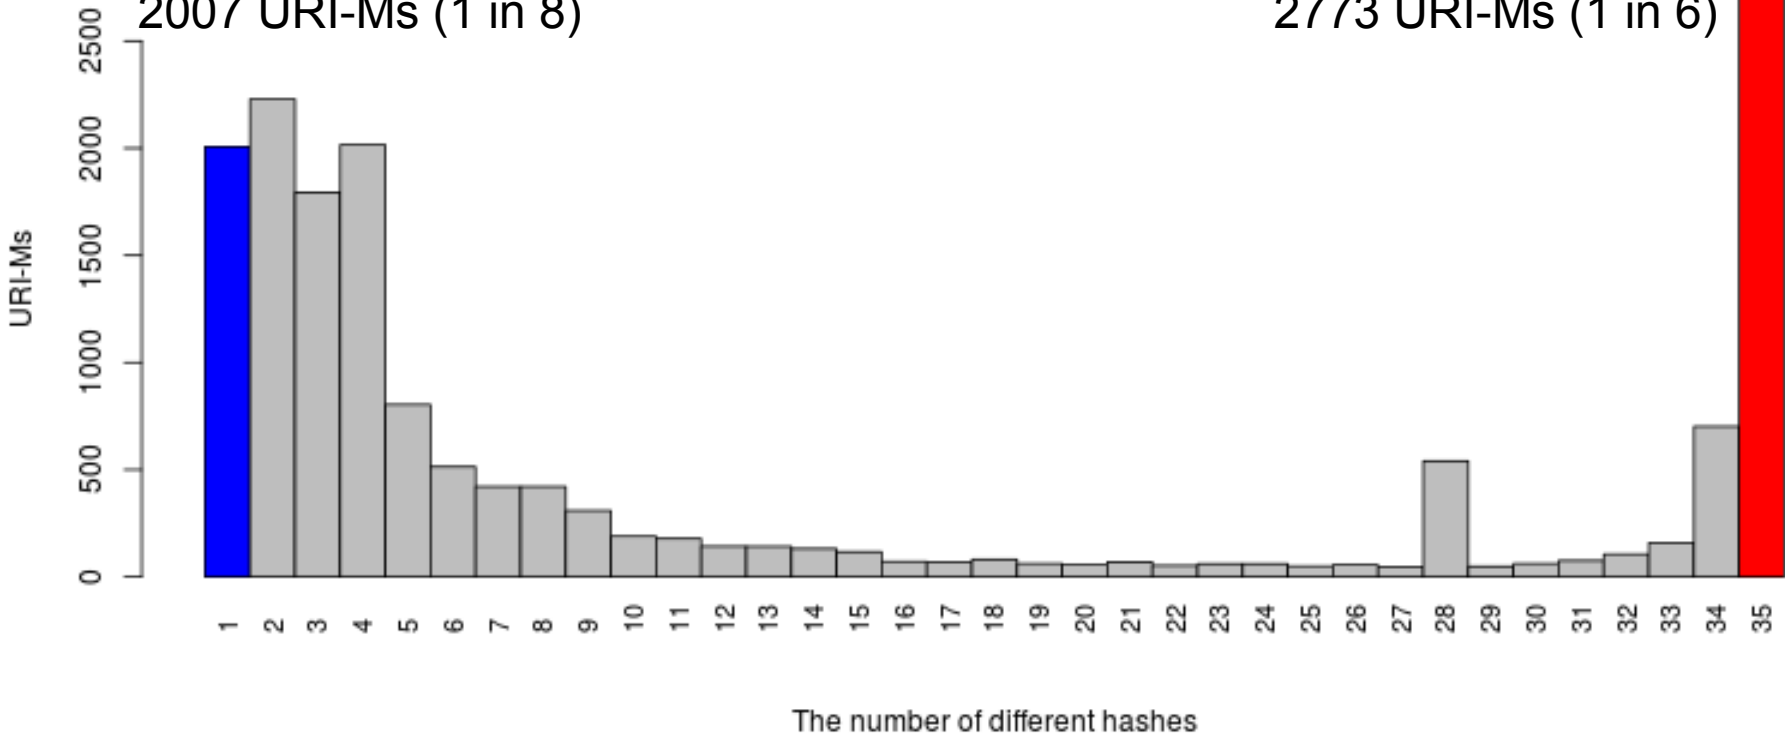 2007 URI-Ms (1 in 8)
2773 URI-Ms (1 in 6)
2500
2000
1500
1000
500
0
URI-Ms
1 2 3 4 5 6 7 8 9 10 11 12 13 14 15 16 17 18 19 20 21 22 23 24 25 26 27 28 29 30 31 32 33 34 35
The number of different hashes